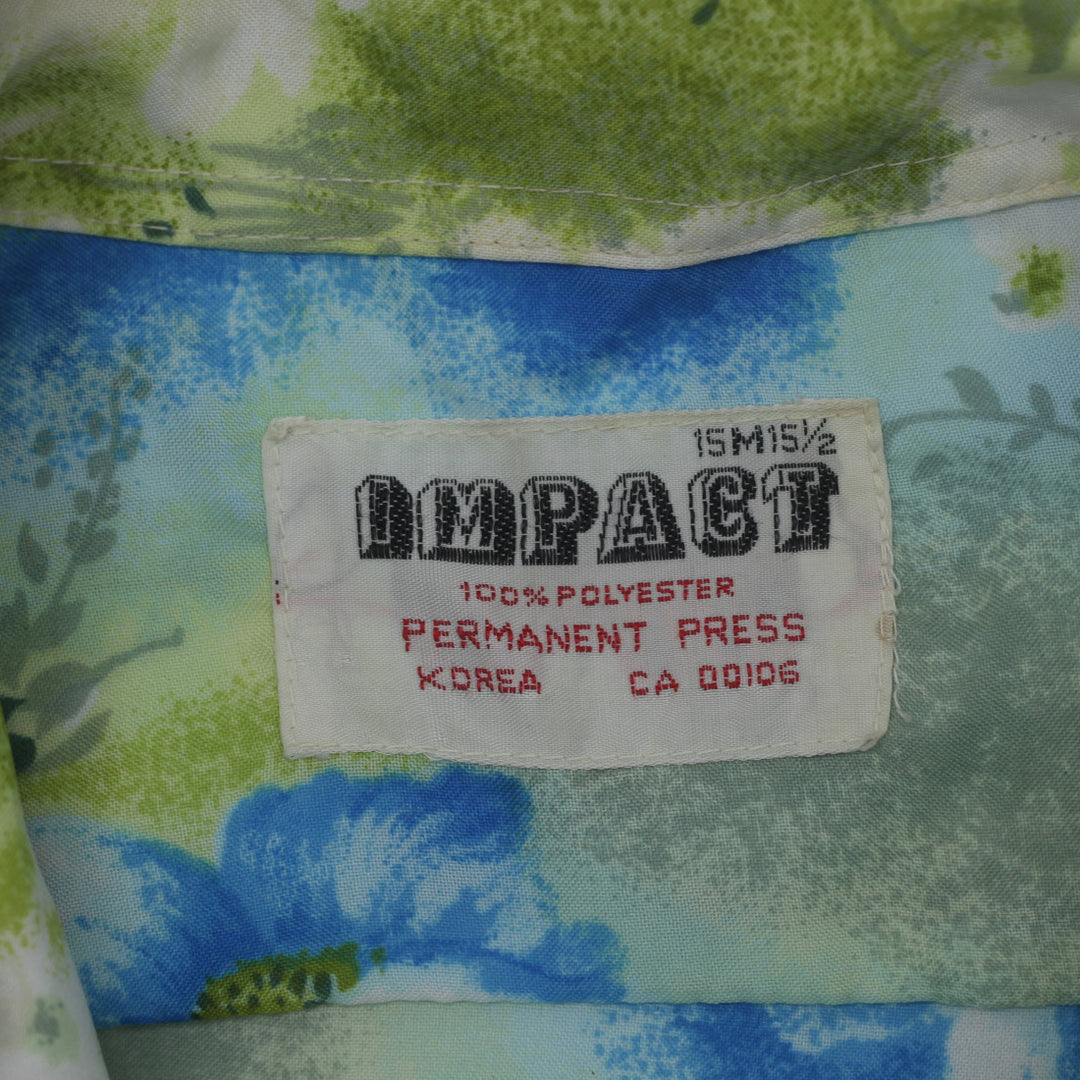 15M15½
IMPACT
100% POLYESTER
PERMANENT PRESS
KOREA CA 00106